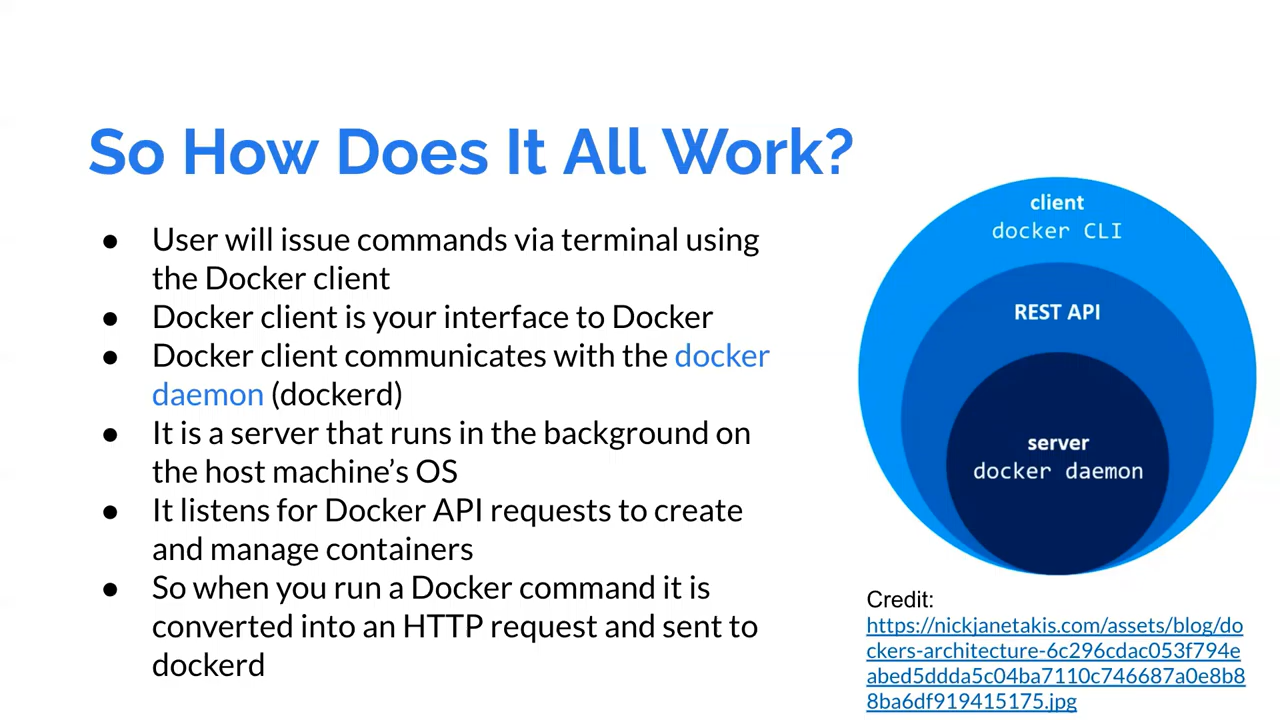 So How Does It All Work?
● User will issue commands via terminal using
the Docker client
● Docker client is your interface to Docker
● Docker client communicates with the docker
daemon (dockerd)
● It is a server that runs in the background on
the host machine’s OS
● It listens for Docker API requests to create
and manage containers
● So when you run a Docker command it is
converted into an HTTP request and sent to
dockerd
client
docker CLI
REST API
server
docker daemon
Credit:
https://nickjanetakis.com/assets/blog/do
ckers-architecture-6c296cdac053f794e
abed5ddda5c04ba7110c746687a0e8b8
8ba6df919415175.jpg